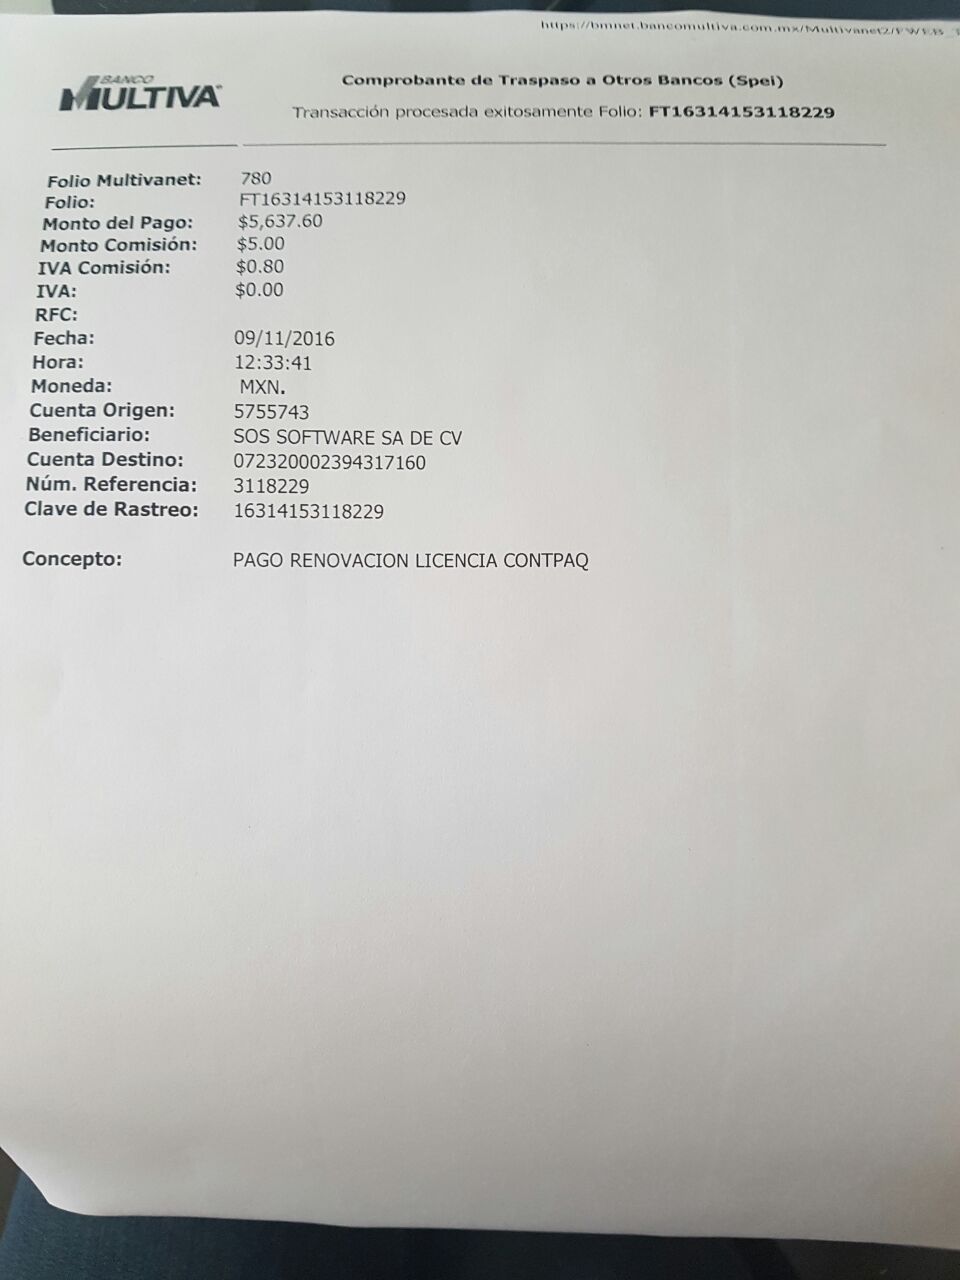 https://bmnet.bancomultiva.com.mx/Multivanet2/
BANCO
MULTIVA
Comprobante de Traspaso a Otros Bancos (Spei)
Transacción procesada exitosamente Folio: FT16314153118229
Folio Multivanet: 780
Folio: FT16314153118229
Monto del Pago: $5,637.60
Monto Comisión: $5.00
IVA Comisión: $0.80
IVA: $0.00
RFC:
Fecha: 09/11/2016
Hora: 12:33:41
Moneda: MXN.
Cuenta Origen: 5755743
Beneficiario: SOS SOFTWARE SA DE CV
Cuenta Destino: 072320002394317160
Núm. Referencia: 3118229
Clave de Rastreo: 16314153118229
Concepto: PAGO RENOVACION LICENCIA CONTPAQ